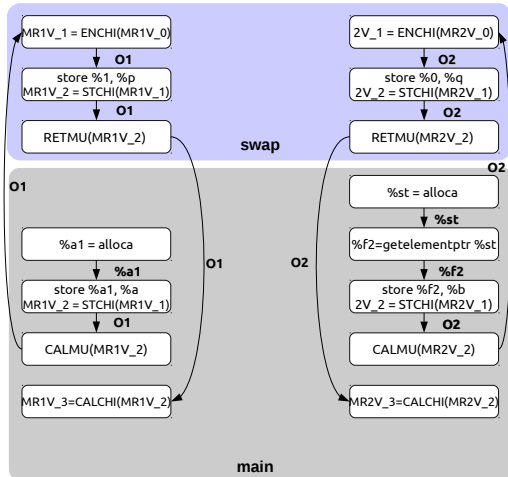 MR1V_1 = ENCHI(MR1V_0)
O1
store %1, %p
MR1V_2 = STCHI(MR1V_1)
O1
RETMU(MR1V_2)
2V_1 = ENCHI(MR2V_0)
O2
store %0, %q
2V_2 = STCHI(MR2V_1)
O2
RETMU(MR2V_2)
swap
O1
O1
O2
O2
%a1 = alloca
%a1
store %a1, %a
MR1V_2 = STCHI(MR1V_1)
O1
CALMU(MR1V_2)
MR1V_3=CALCHI(MR1V_2)
%st = alloca
%st
%f2=getelementptr %st
%f2
store %f2, %b
2V_2 = STCHI(MR2V_1)
O2
CALMU(MR2V_2)
MR2V_3=CALCHI(MR2V_2)
main